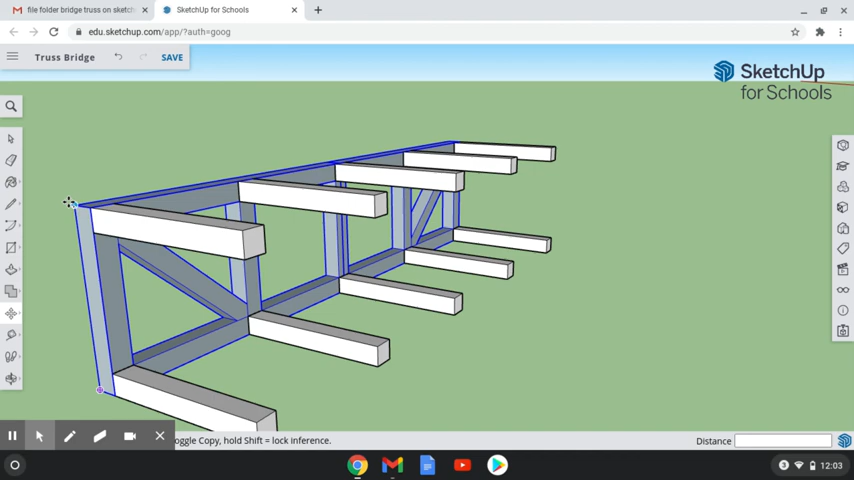 file folder bridge truss on sketch
SketchUp for Schools
edu.sketchup.com/app/?auth=goog
Truss Bridge
SAVE
SketchUp
for Schools
oggle Copy, hold Shift = lock inference.
Distance
3
12:03